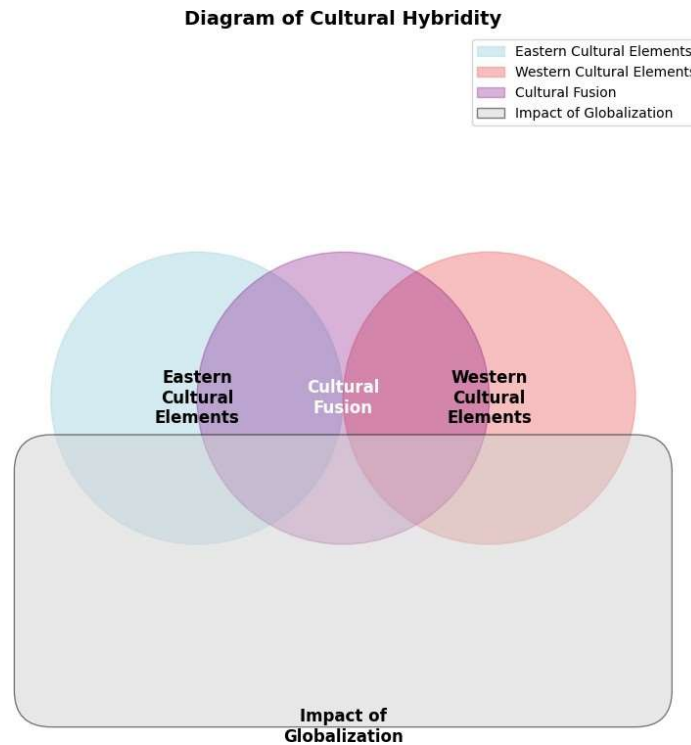 Diagram of Cultural Hybridity
Eastern Cultural Elements
Western Cultural Elements
Cultural Fusion
Impact of Globalization
Eastern
Cultural
Elements
Cultural
Fusion
Western
Cultural
Elements
Impact of
Globalization